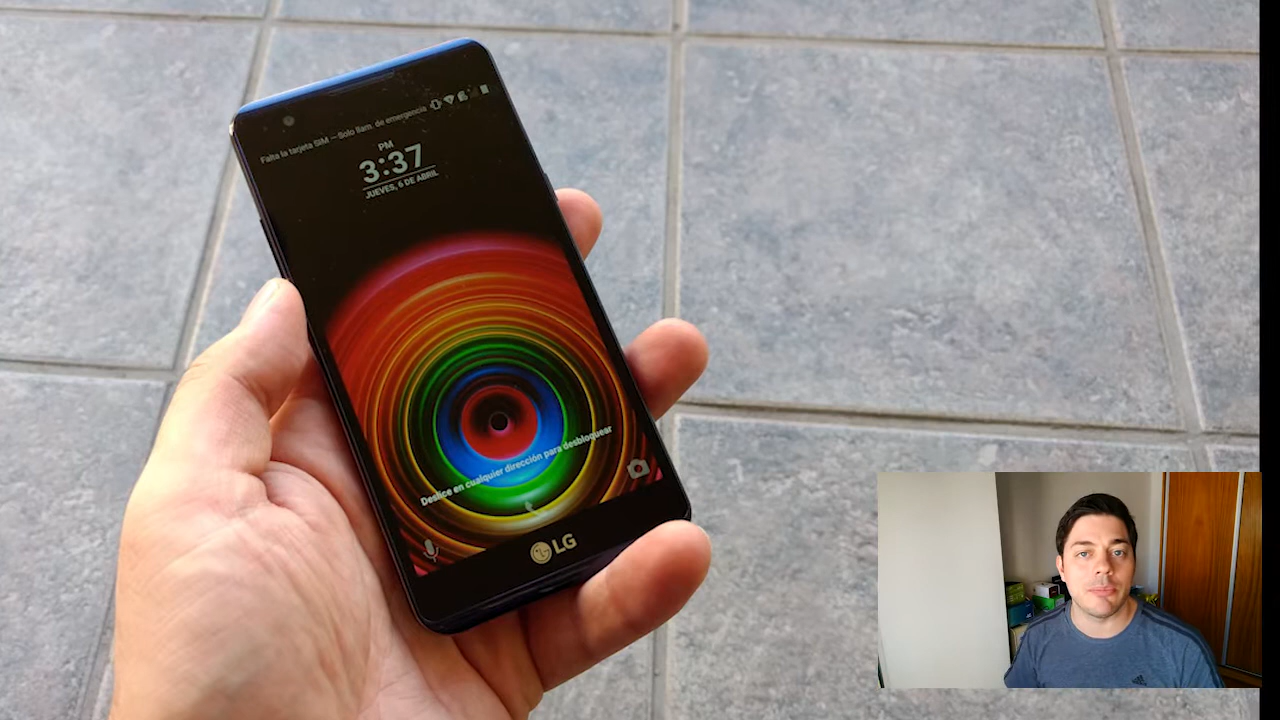 Falta la tarjeta SIM — Solo llam. de emergencia
PM
3:37
JUEVES, 6 DE ABRIL
Deslice en cualquier dirección para desbloquear
LG